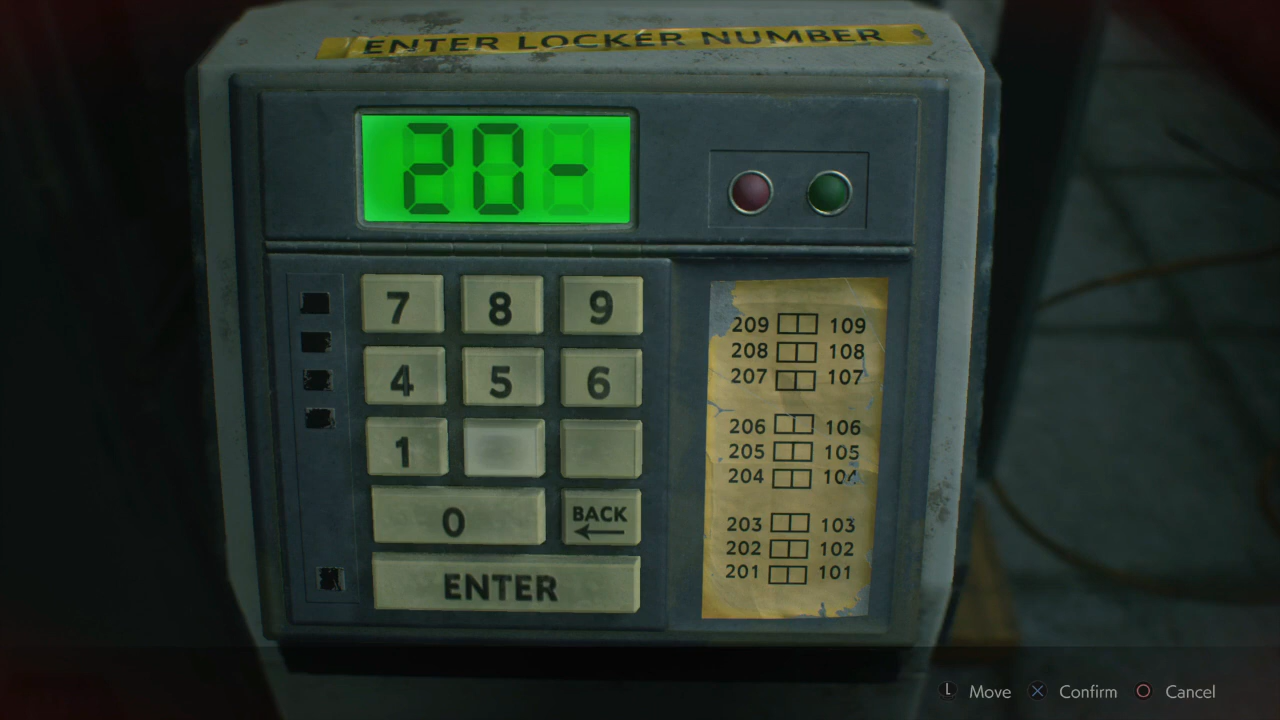 ENTER LOCKER NUMBER
20-
7 8 9
4 5 6
1
0 BACK
ENTER
209 109
208 108
207 107
206 106
205 105
204 104
203 103
202 102
201 101
L Move Confirm Cancel